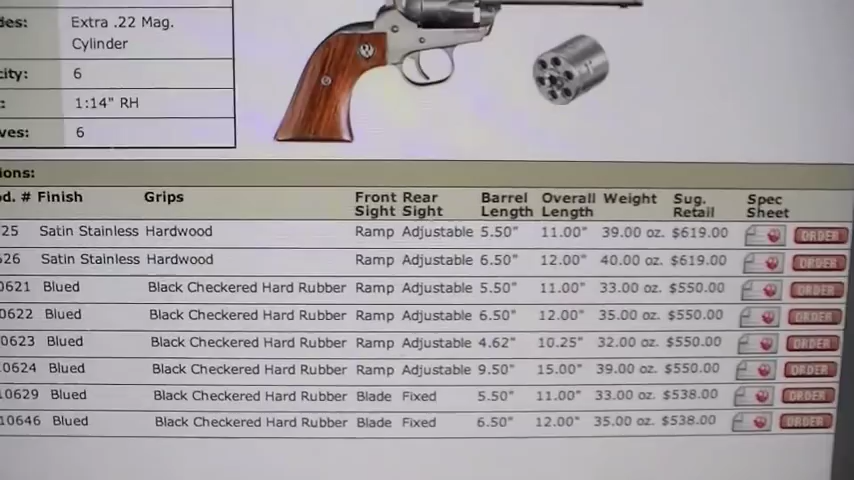 des: Extra .22 Mag.
Cylinder
city: 6
: 1:14" RH
ves: 6
ions:
od. # Finish Grips Front Sight Rear Sight Barrel Length Overall Length Weight Sug. Retail Spec Sheet
25 Satin Stainless Hardwood Ramp Adjustable 5.50" 11.00" 39.00 oz. $619.00 ORDER
626 Satin Stainless Hardwood Ramp Adjustable 6.50" 12.00" 40.00 oz. $619.00 ORDER
0621 Blued Black Checkered Hard Rubber Ramp Adjustable 5.50" 11.00" 33.00 oz. $550.00 ORDER
0622 Blued Black Checkered Hard Rubber Ramp Adjustable 6.50" 12.00" 35.00 oz. $550.00 ORDER
0623 Blued Black Checkered Hard Rubber Ramp Adjustable 4.62" 10.25" 32.00 oz. $550.00 ORDER
0624 Blued Black Checkered Hard Rubber Ramp Adjustable 9.50" 15.00" 39.00 oz. $550.00 ORDER
0629 Blued Black Checkered Hard Rubber Blade Fixed 5.50" 11.00" 33.00 oz. $538.00 ORDER
0646 Blued Black Checkered Hard Rubber Blade Fixed 6.50" 12.00" 35.00 oz. $538.00 ORDER